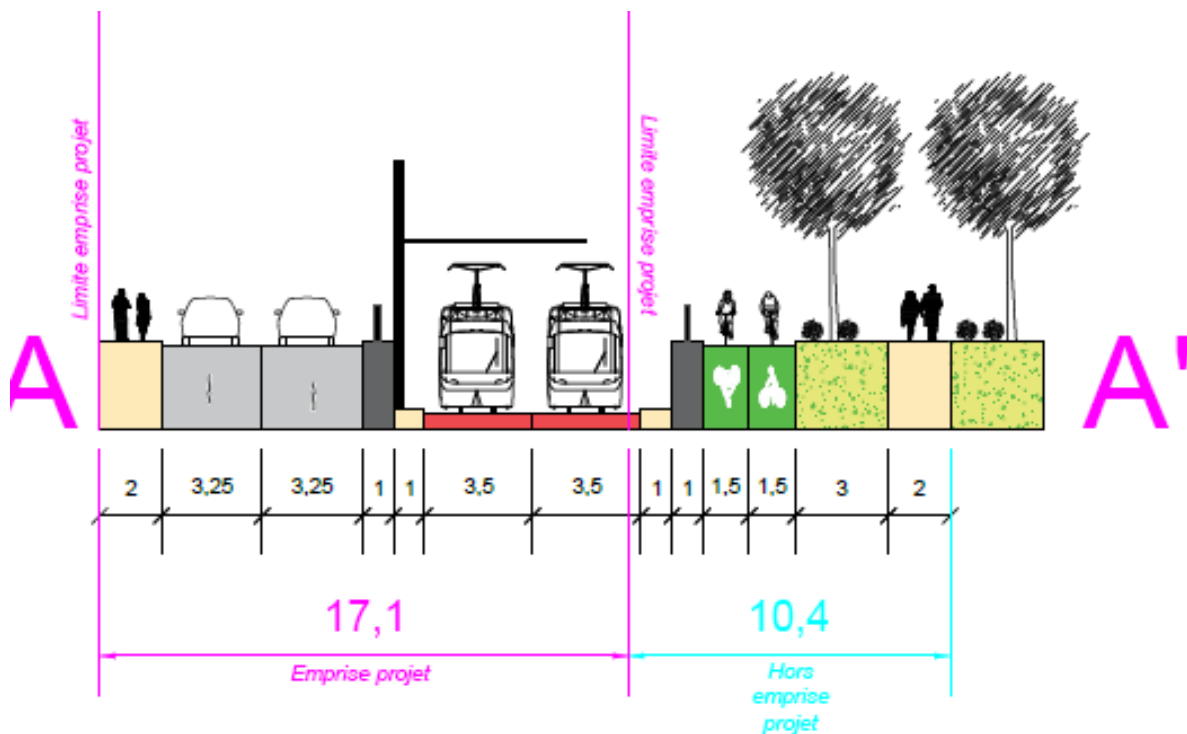 Limite emprise projet
Limite emprise projet
A
A'
2
3,25
3,25
1
1
3,5
3,5
1
1
1,5
1,5
3
2
17,1
10,4
Emprise projet
Hors
emprise
projet